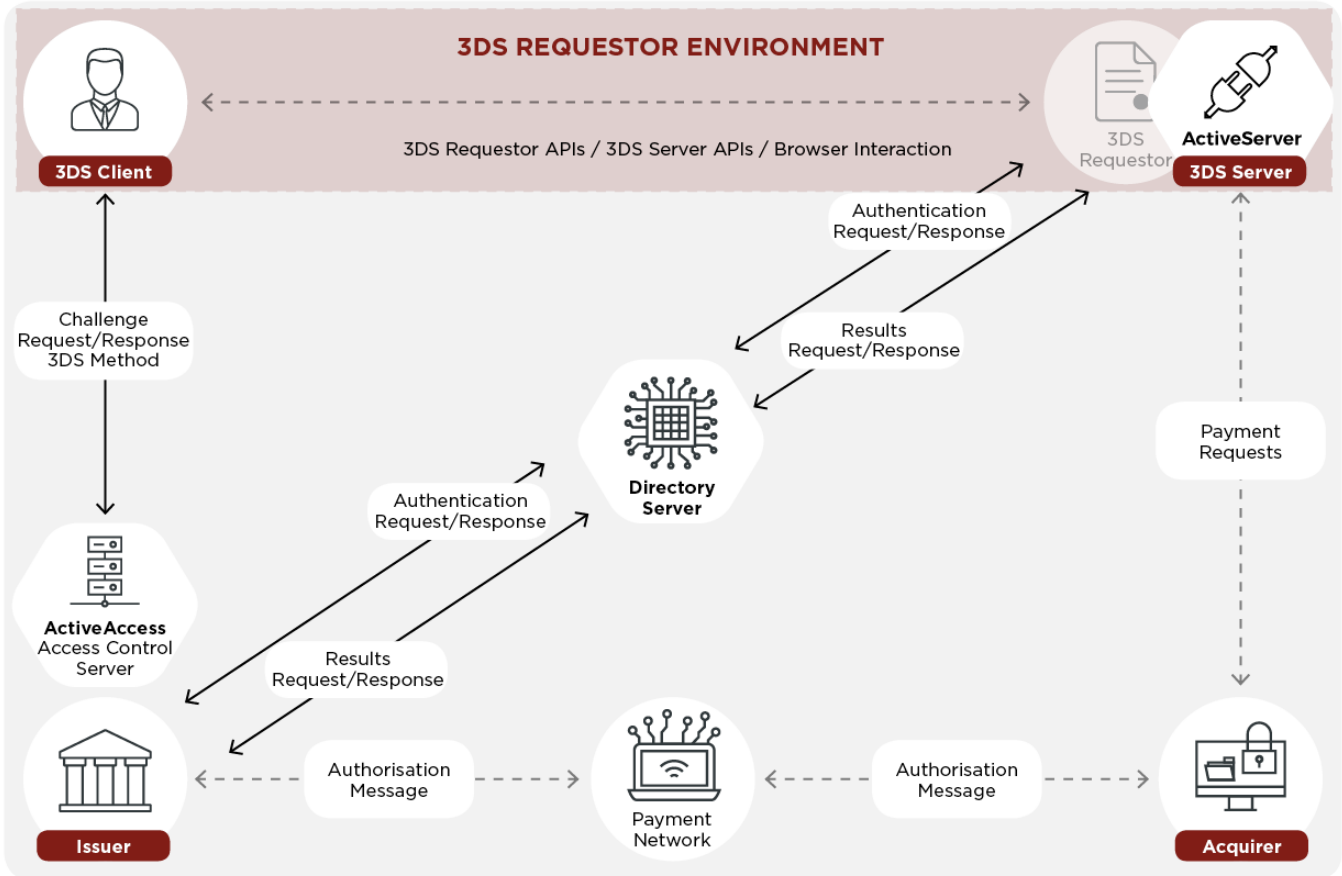 3DS REQUESTOR ENVIRONMENT
3DS Client
3DS Requestor APIs / 3DS Server APIs / Browser Interaction
3DS
Requestor
ActiveServer
3DS Server
Authentication
Request/Response
Challenge
Request/Response
3DS Method
Results
Request/Response
Payment
Requests
Directory
Server
Authentication
Request/Response
ActiveAccess
Access Control
Server
Results
Request/Response
Issuer
Authorisation
Message
Payment
Network
Authorisation
Message
Acquirer